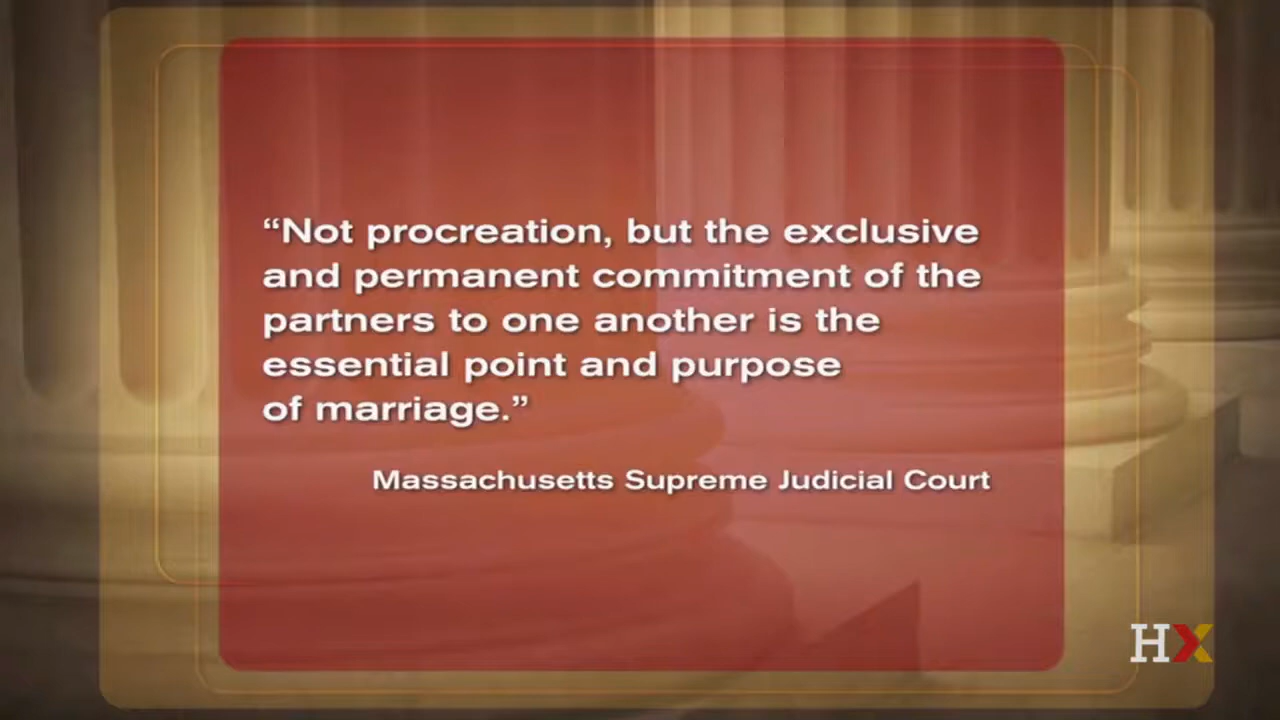 “Not procreation, but the exclusive
and permanent commitment of the
partners to one another is the
essential point and purpose
of marriage.”
Massachusetts Supreme Judicial Court
HX